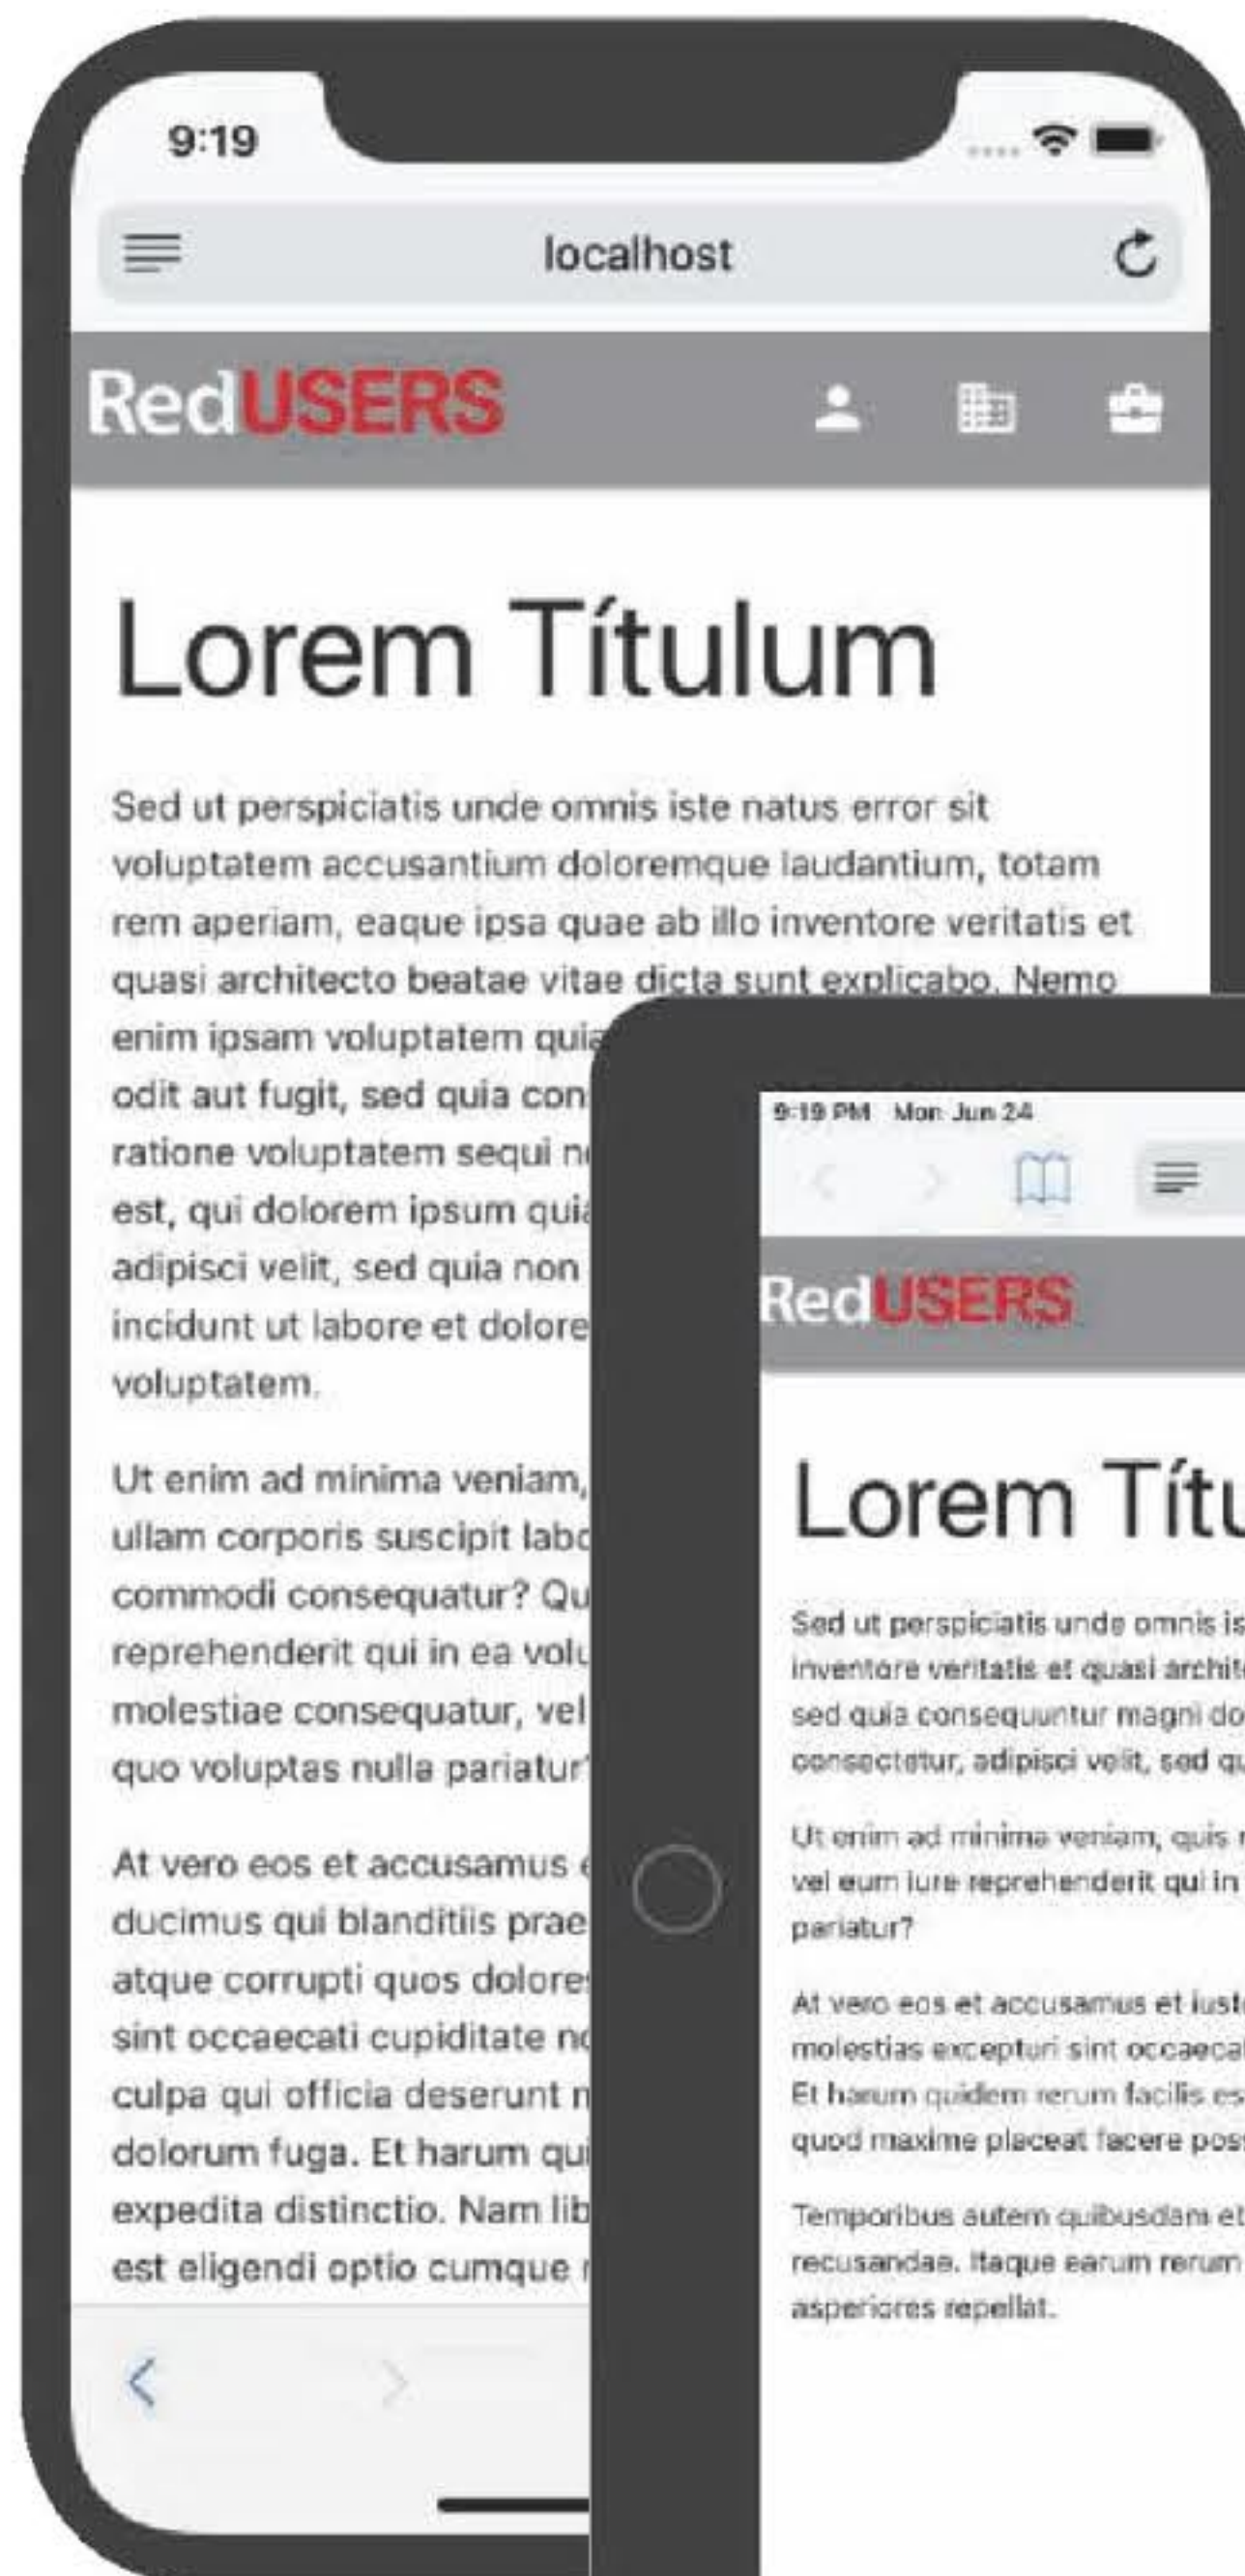 9:19
localhost
RedUSERS
Lorem Títulum
Sed ut perspiciatis unde omnis iste natus error sit
voluptatem accusantium doloremque laudantium, totam
rem aperiam, eaque ipsa quae ab illo inventore veritatis et
quasi architecto beatae vitae dicta sunt explicabo. Nemo
enim ipsam voluptatem quia
odit aut fugit, sed quia con
ratione voluptatem sequi ne
est, qui dolorem ipsum quia
adipisci velit, sed quia non
incidunt ut labore et dolore
voluptatem.
Ut enim ad minima veniam,
ullam corporis suscipit labo
commodi consequatur? Qu
reprehenderit qui in ea volu
molestiae consequatur, vel
quo voluptas nulla pariatur?
At vero eos et accusamus e
ducimus qui blanditiis prae
atque corrupti quos dolores
sint occaecati cupiditate no
culpa qui officia deserunt m
dolorum fuga. Et harum qui
expedita distinctio. Nam lib
est eligendi optio cumque n
9:19 PM Mon Jun 24
RedUSERS
Lorem Títu
Sed ut perspiciatis unde omnis is
inventore veritatis et quasi archite
sed quia consequuntur magni do
consectetur, adipisci velit, sed qu
Ut enim ad minima veniam, quis n
vel eum iure reprehenderit qui in
pariatur?
At vero eos et accusamus et iusto
molestias excepturi sint occaecat
Et harum quidem rerum facilis es
quod maxime placeat facere poss
Temporibus autem quibusdam et
recusandae. Itaque earum rerum
asperiores repellat.